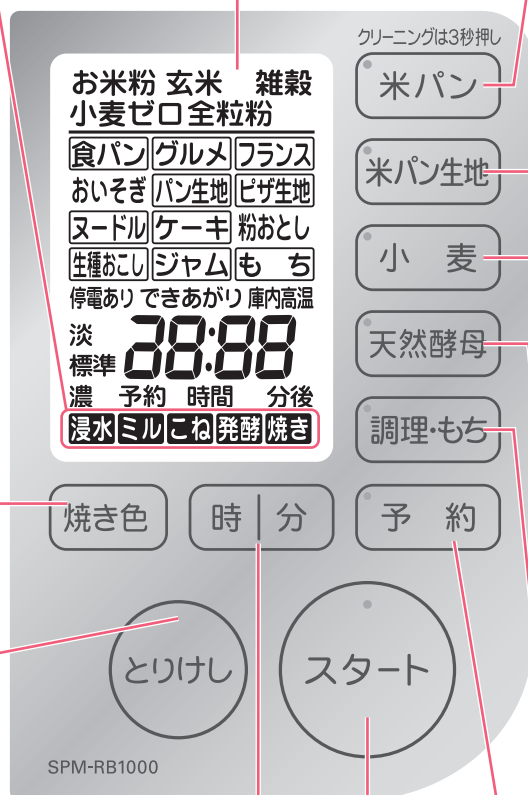 クリーニングは3秒押し
お米粉 玄米 雑穀
小麦ゼロ 全粒粉
食パン グルメ フランス
おいそぎ パン生地 ピザ生地
ヌードル ケーキ 粉おとし
生種おこし ジャム も ち
停電あり できあがり 庫内高温
淡
標準 28:88
濃 予約 時間 分後
浸水 ミル こね 発酵 焼き
米パン
米パン生地
小 麦
天然酵母
調理・もち
焼き色
時 分
予 約
とりけし
スタート
SPM-RB1000